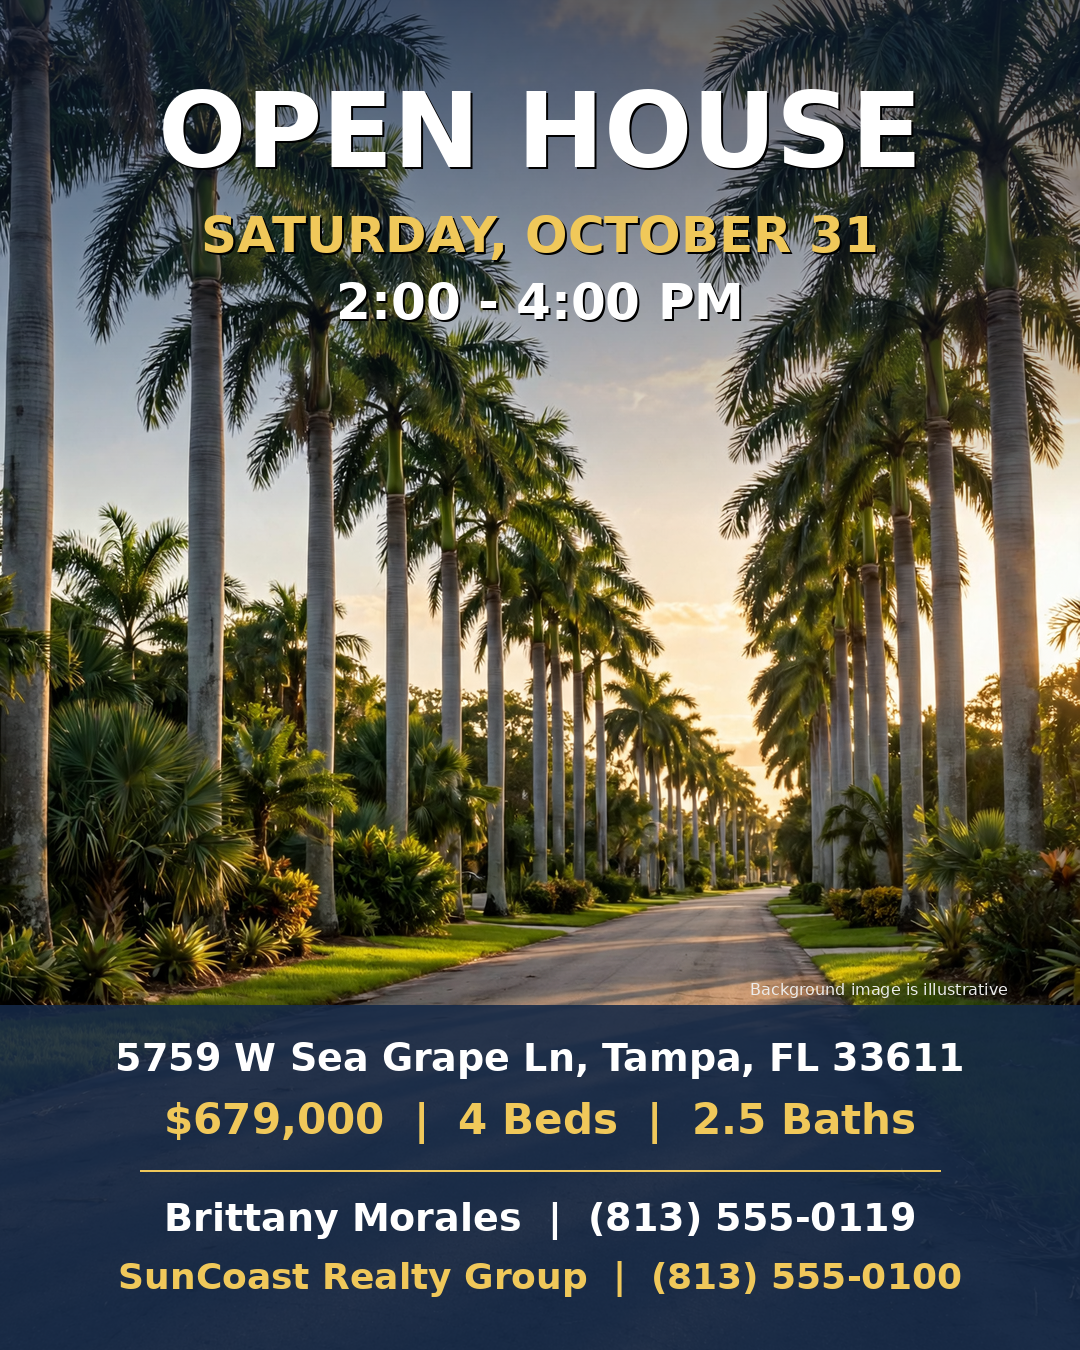 OPEN HOUSE
SATURDAY, OCTOBER 31
2:00 - 4:00 PM
Background image is illustrative
5759 W Sea Grape Ln, Tampa, FL 33611
$679,000 | 4 Beds | 2.5 Baths
Brittany Morales | (813) 555-0119
SunCoast Realty Group | (813) 555-0100